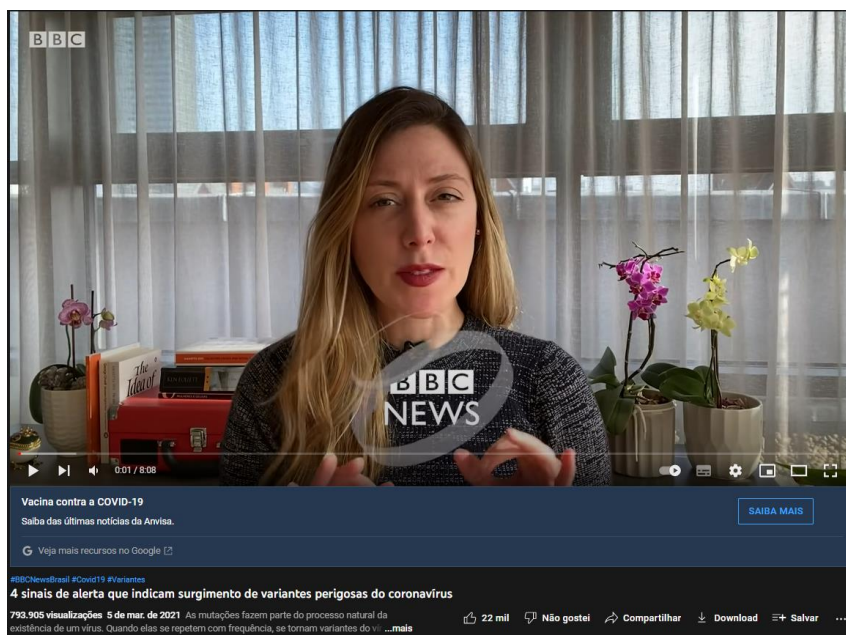 BBC
The
Idea of
BBC
NEWS
0:01 / 8:08
Vacina contra a COVID-19
Saiba das últimas notícias da Anvisa.
SAIBA MAIS
G Veja mais recursos no Google
#BBCNewsBrasil #Covid19 #Variantes
4 sinais de alerta que indicam surgimento de variantes perigosas do coronavírus
793.905 visualizações 5 de mar. de 2021 As mutações fazem parte do processo natural da
existência de um vírus. Quando elas se repetem com frequência, se tornam variantes do ...mais
22 mil Não gostei Compartilhar Download Salvar ...